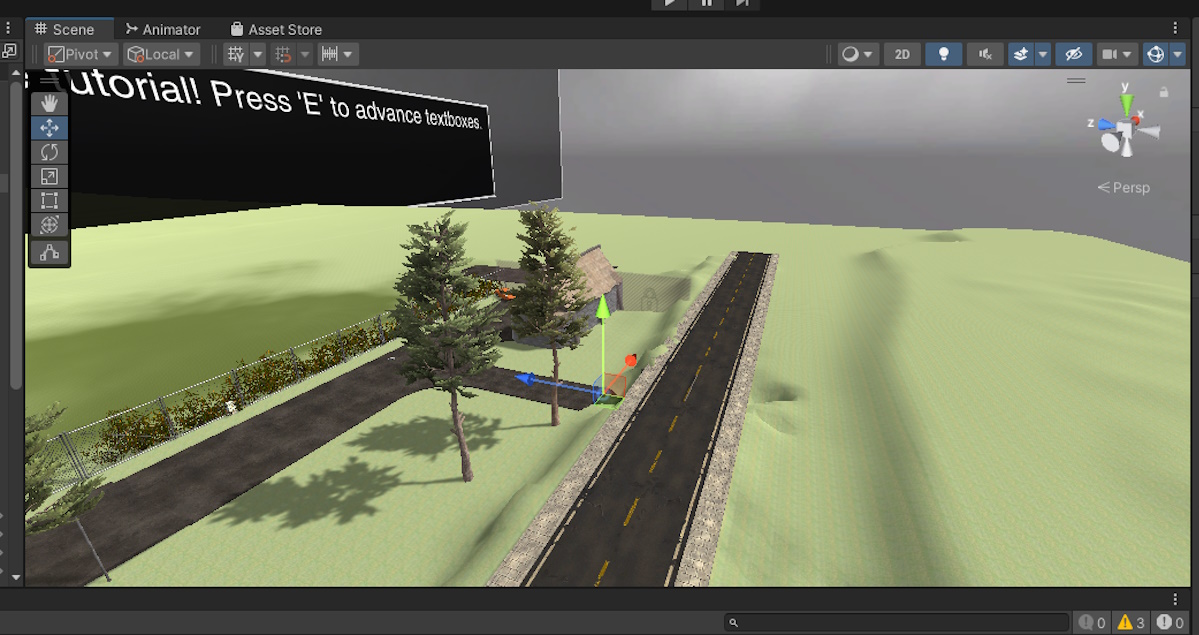 Scene
Animator
Asset Store
Pivot
Local
2D
utorial! Press 'E' to advance textboxes.
y
x
z
Persp
0
3
0